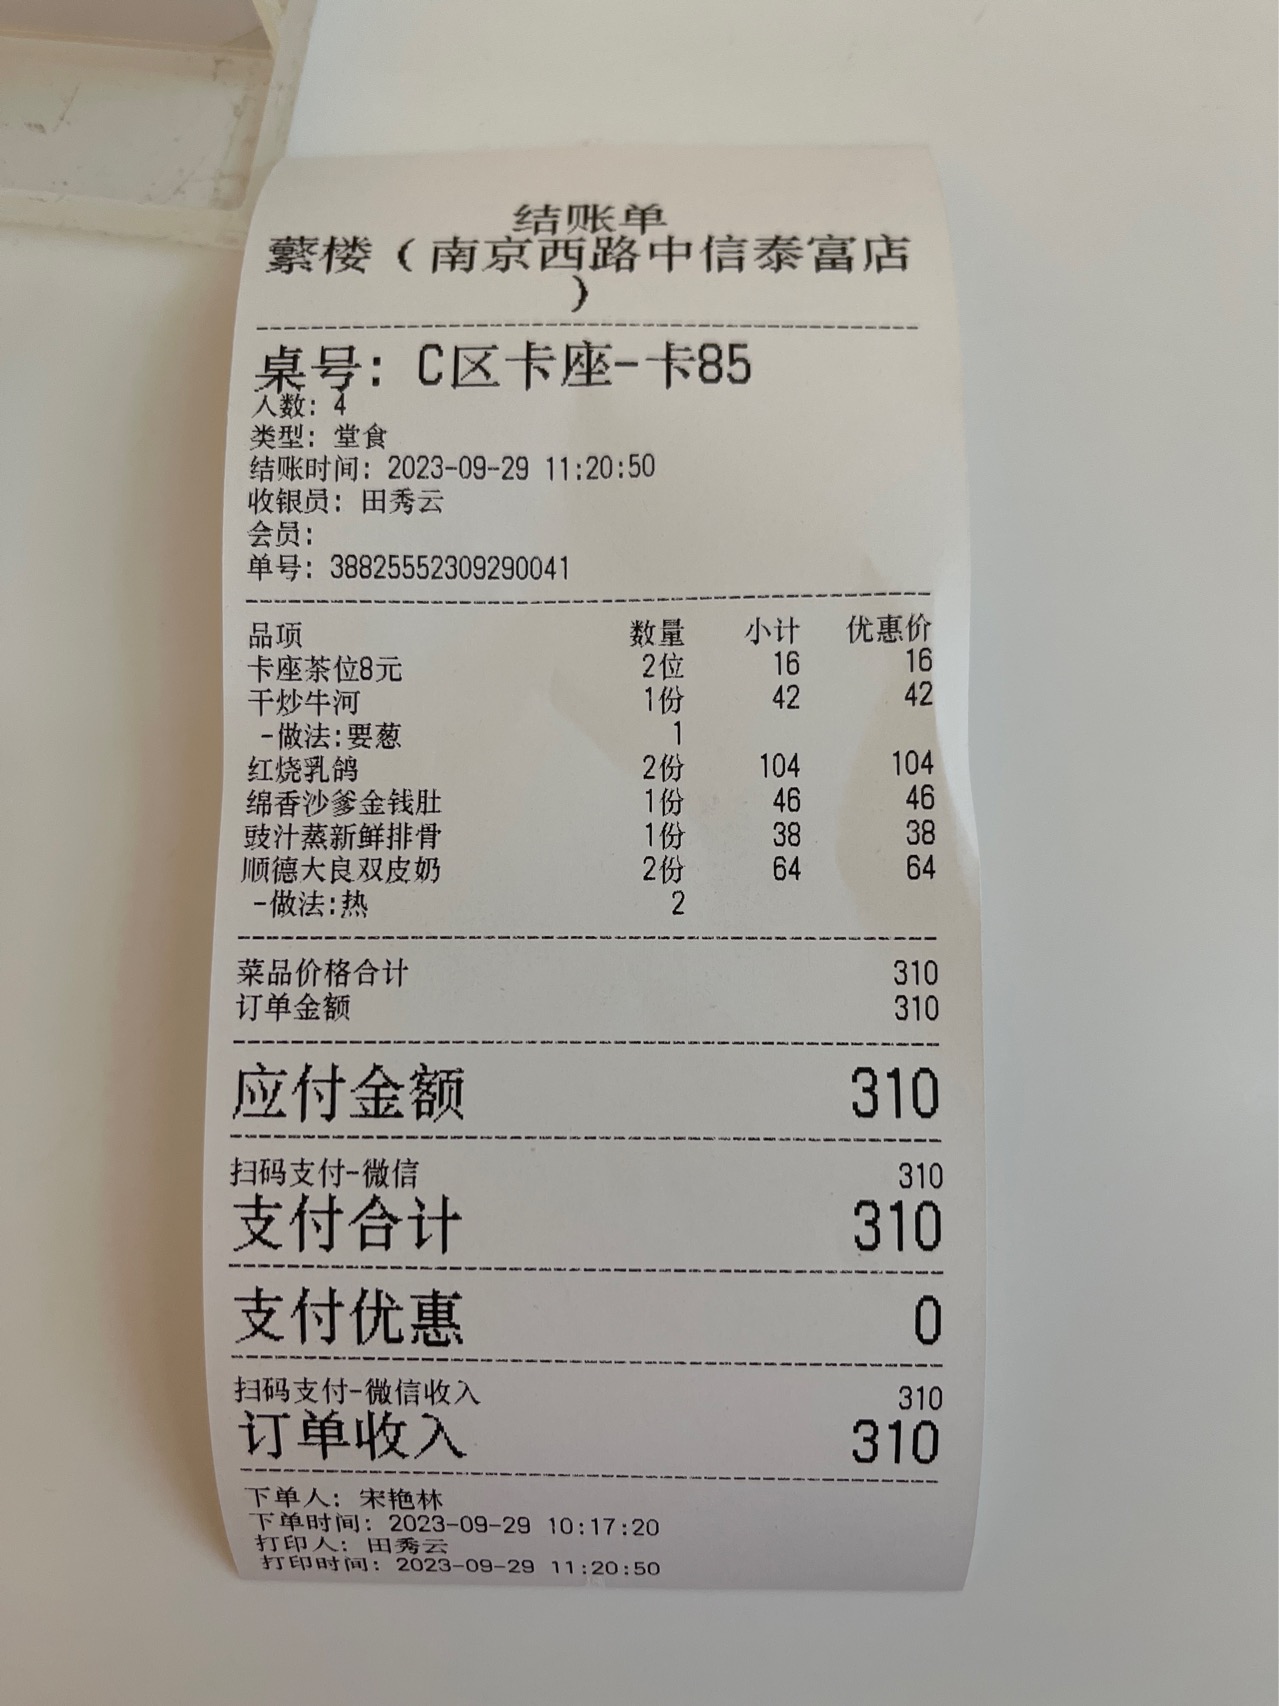 结账单
蘩楼（南京西路中信泰富店
）
桌号: C区卡座-卡85
人数: 4
类型: 堂食
结账时间: 2023-09-29 11:20:50
收银员: 田秀云
会员:
单号: 38825552309290041
品项 数量 小计 优惠价
卡座茶位8元 2位 16 16
干炒牛河 1份 42 42
-做法:要葱 1
红烧乳鸽 2份 104 104
绵香沙爹金钱肚 1份 46 46
豉汁蒸新鲜排骨 1份 38 38
顺德大良双皮奶 2份 64 64
-做法:热 2
菜品价格合计 310
订单金额 310
应付金额 310
扫码支付-微信 310
支付合计 310
支付优惠 0
扫码支付-微信收入 310
订单收入 310
下单人: 宋艳林
下单时间: 2023-09-29 10:17:20
打印人: 田秀云
打印时间: 2023-09-29 11:20:50